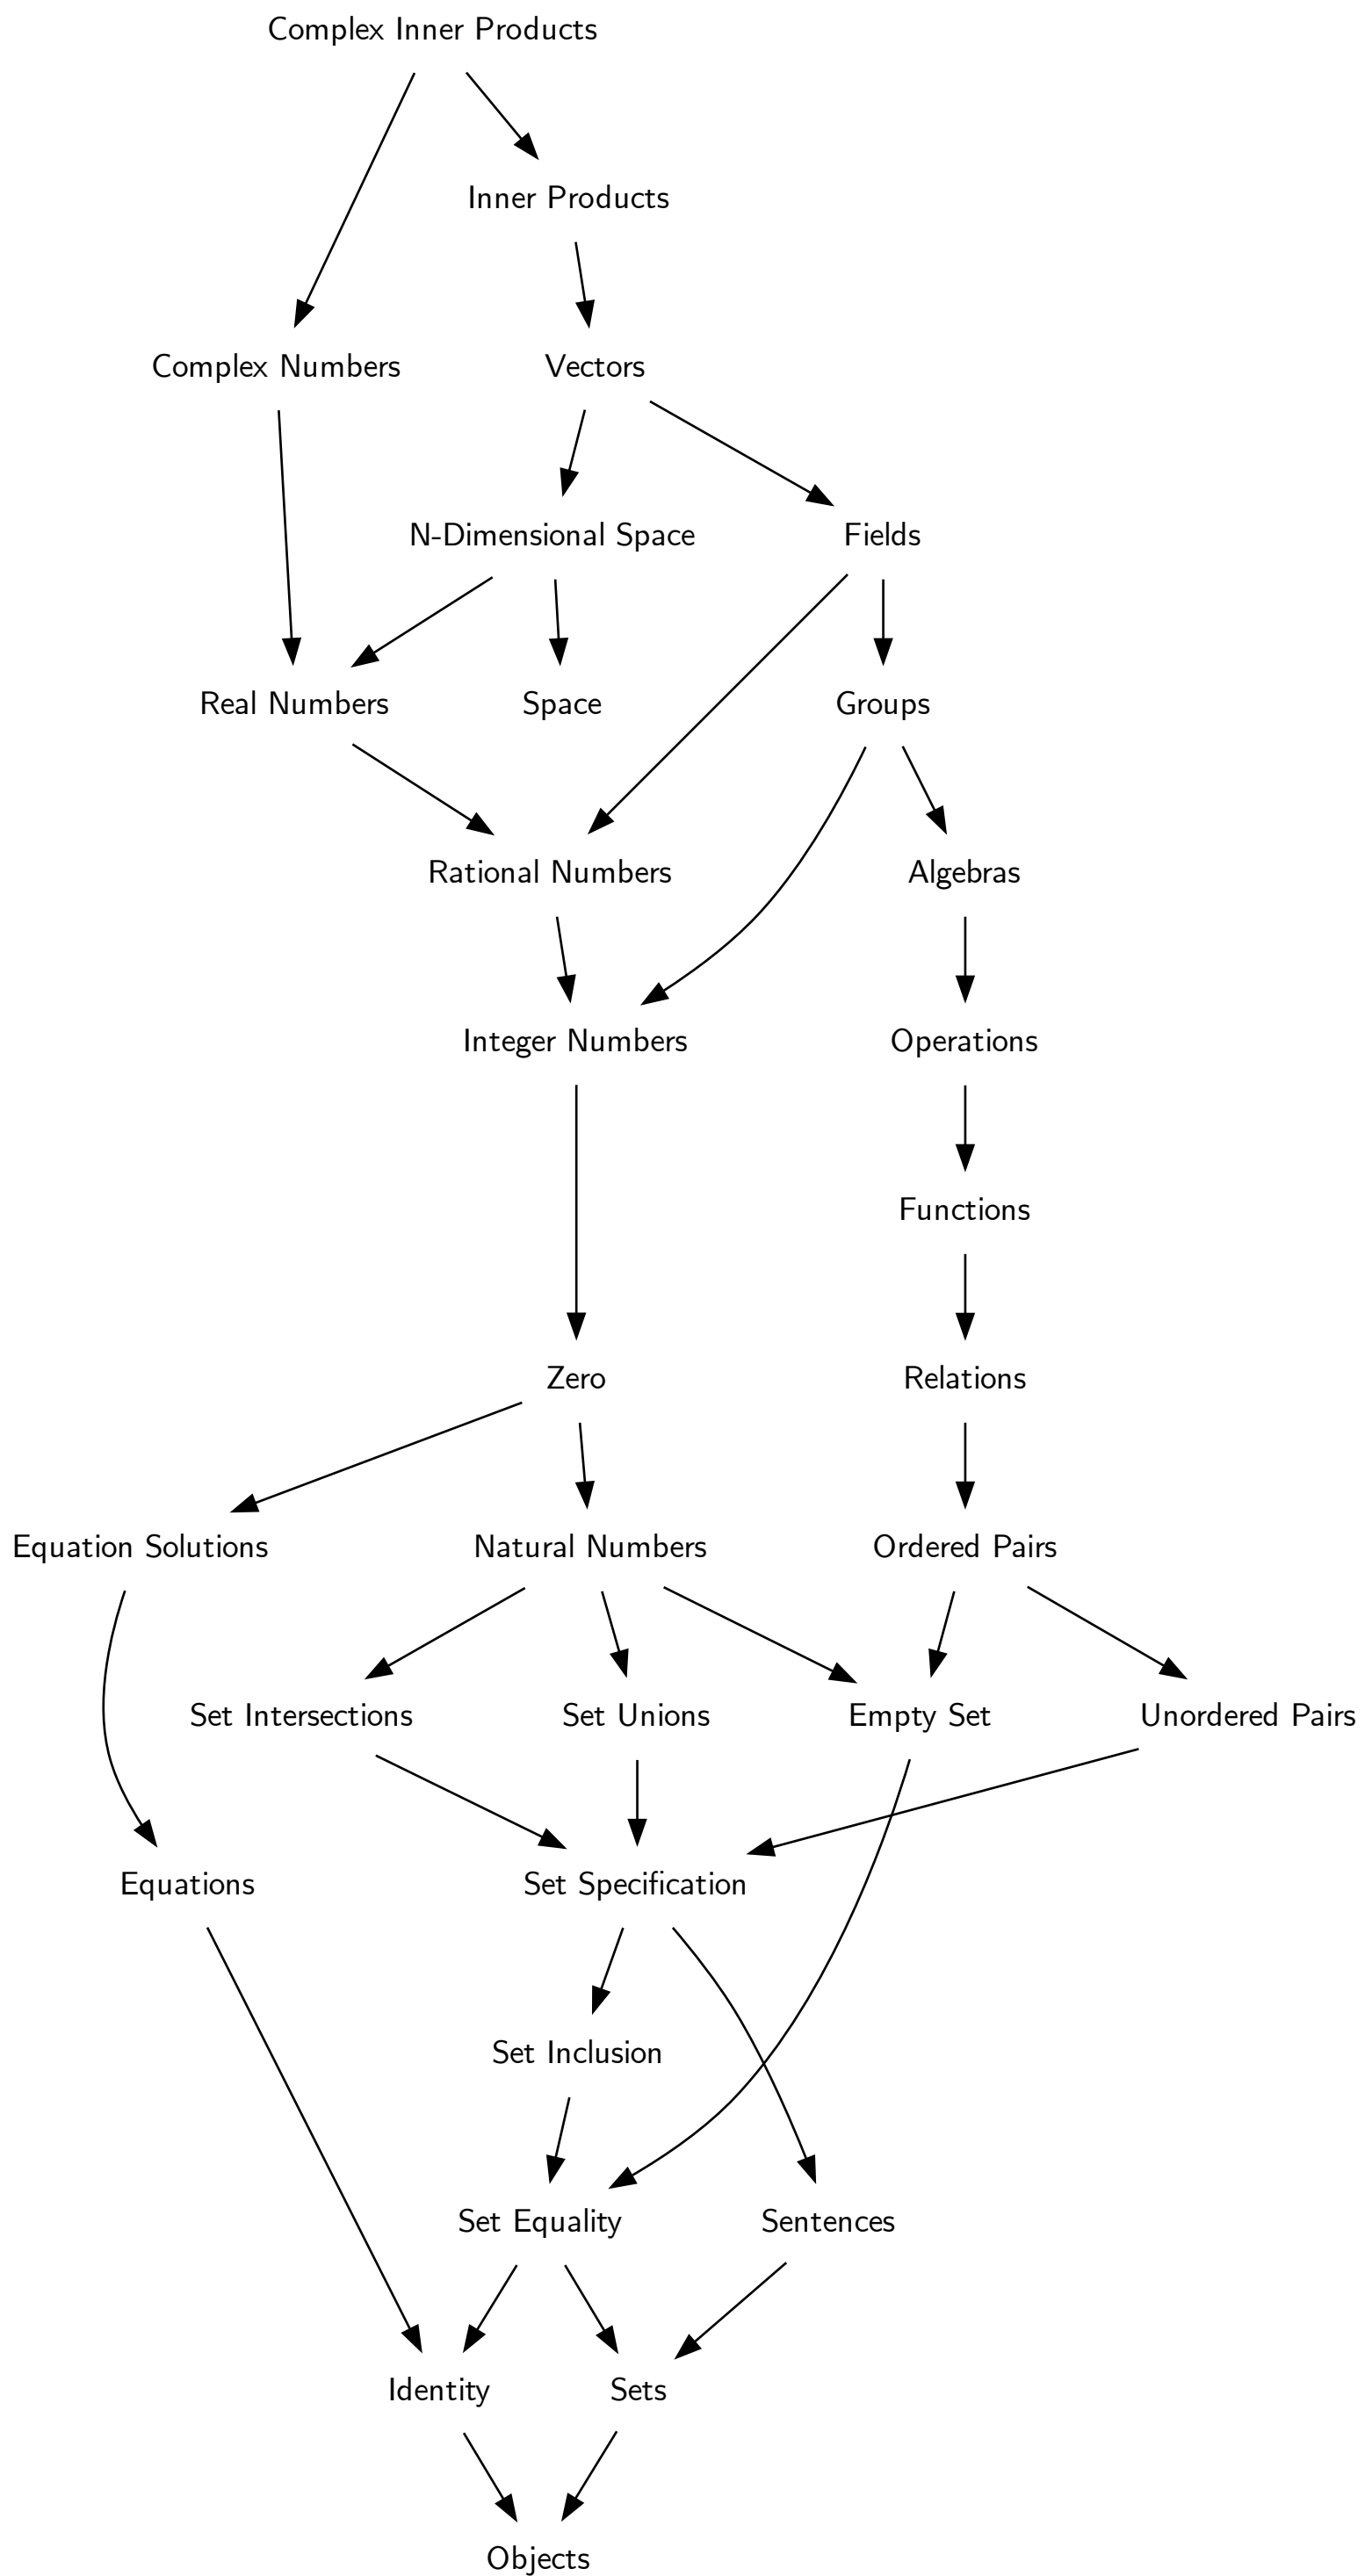 Complex Inner Products
Inner Products
Complex Numbers
Vectors
N-Dimensional Space
Fields
Real Numbers
Space
Groups
Rational Numbers
Algebras
Integer Numbers
Operations
Functions
Zero
Relations
Equation Solutions
Natural Numbers
Ordered Pairs
Set Intersections
Set Unions
Empty Set
Unordered Pairs
Equations
Set Specification
Set Inclusion
Set Equality
Sentences
Identity
Sets
Objects